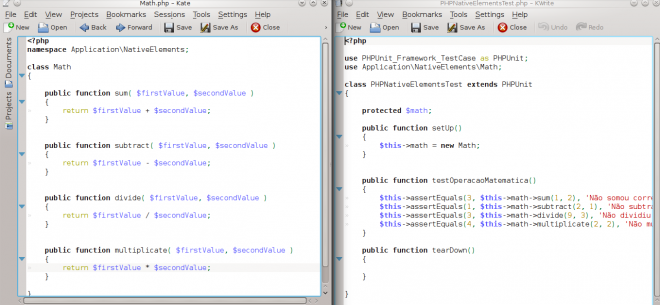 Math.php – Kate
File Edit View Projects Bookmarks Sessions Tools Settings Help
New Open Back Forward Save Save As Close
Documents
Projects
<?php
namespace Application\NativeElements;
class Math
{
public function sum( $firstValue, $secondValue )
{
return $firstValue + $secondValue;
}
public function subtract( $firstValue, $secondValue )
{
return $firstValue - $secondValue;
}
public function divide( $firstValue, $secondValue )
{
return $firstValue / $secondValue;
}
public function multiplicate( $firstValue, $secondValue )
{
return $firstValue * $secondValue;
}
PHPNativeElementsTest.php – KWrite
File Edit View Bookmarks Tools Settings Help
New Open Save Save As Close Undo Redo
<?php
use PHPUnit_Framework_TestCase as PHPUnit;
use Application\NativeElements\Math;
class PHPNativeElementsTest extends PHPUnit
{
protected $math;
public function setUp()
{
$this->math = new Math;
}
public function testOperacaoMatematica()
{
$this->assertEquals(3, $this->math->sum(1, 2), 'Não somou corre
$this->assertEquals(1, $this->math->subtract(2, 1), 'Não subtra
$this->assertEquals(3, $this->math->divide(9, 3), 'Não dividiu
$this->assertEquals(4, $this->math->multiplicate(2, 2), 'Não mu
}
public function tearDown()
{
}
}